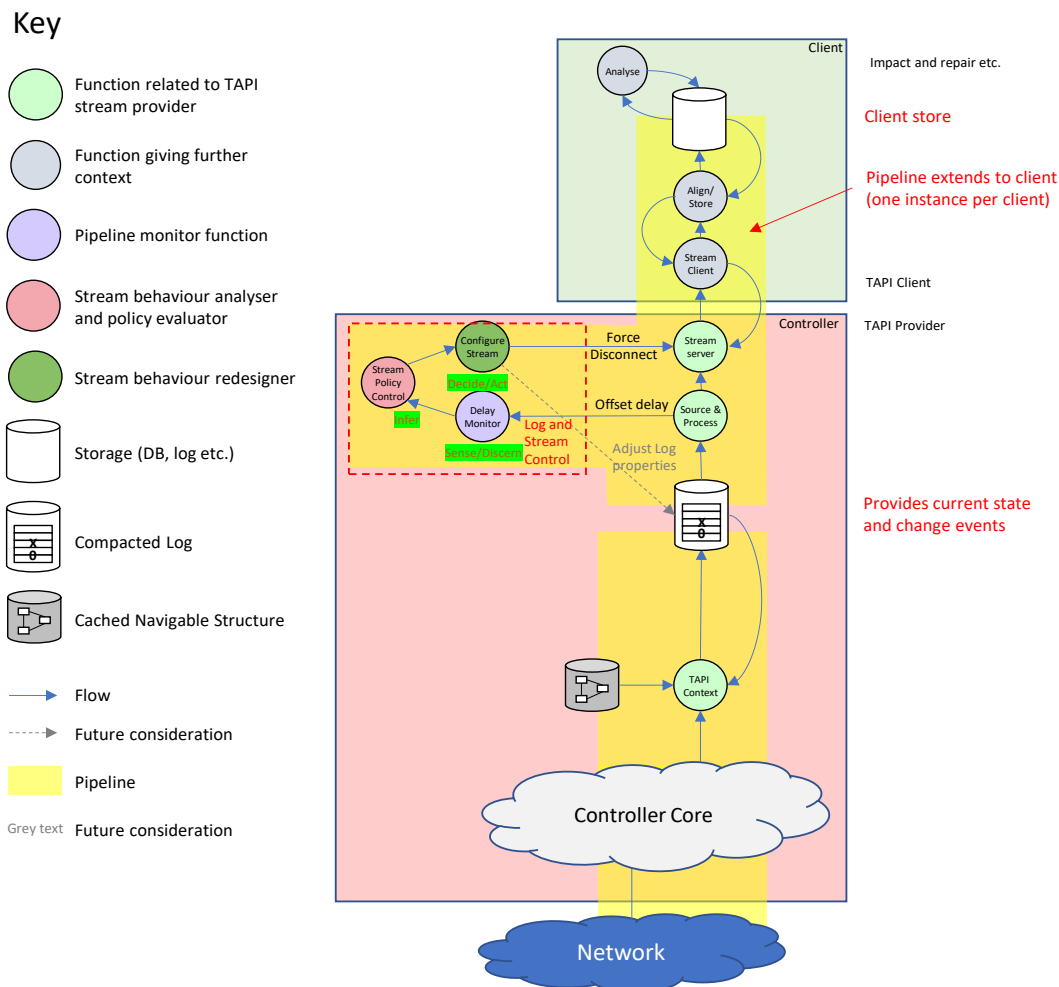 Key
Function related to TAPI
stream provider
Function giving further
context
Pipeline monitor function
Stream behaviour analyser
and policy evaluator
Stream behaviour redesigner
Storage (DB, log etc.)
X
0
Compacted Log
Cached Navigable Structure
Flow
Future consideration
Pipeline
Grey text
Future consideration
Client
Analyse
Impact and repair etc.
Client store
Align/
Store
Pipeline extends to client
(one instance per client)
Stream
Client
TAPI Client
Controller
TAPI Provider
Configure
Stream
Force
Disconnect
Stream
server
Stream
Policy
Control
Decide/Act
Infer
Delay
Monitor
Offset delay
Source &
Process
Sense/Discern
Log and
Stream
Control
Adjust Log
properties
X
0
Provides current state
and change events
TAPI
Context
Controller Core
Network